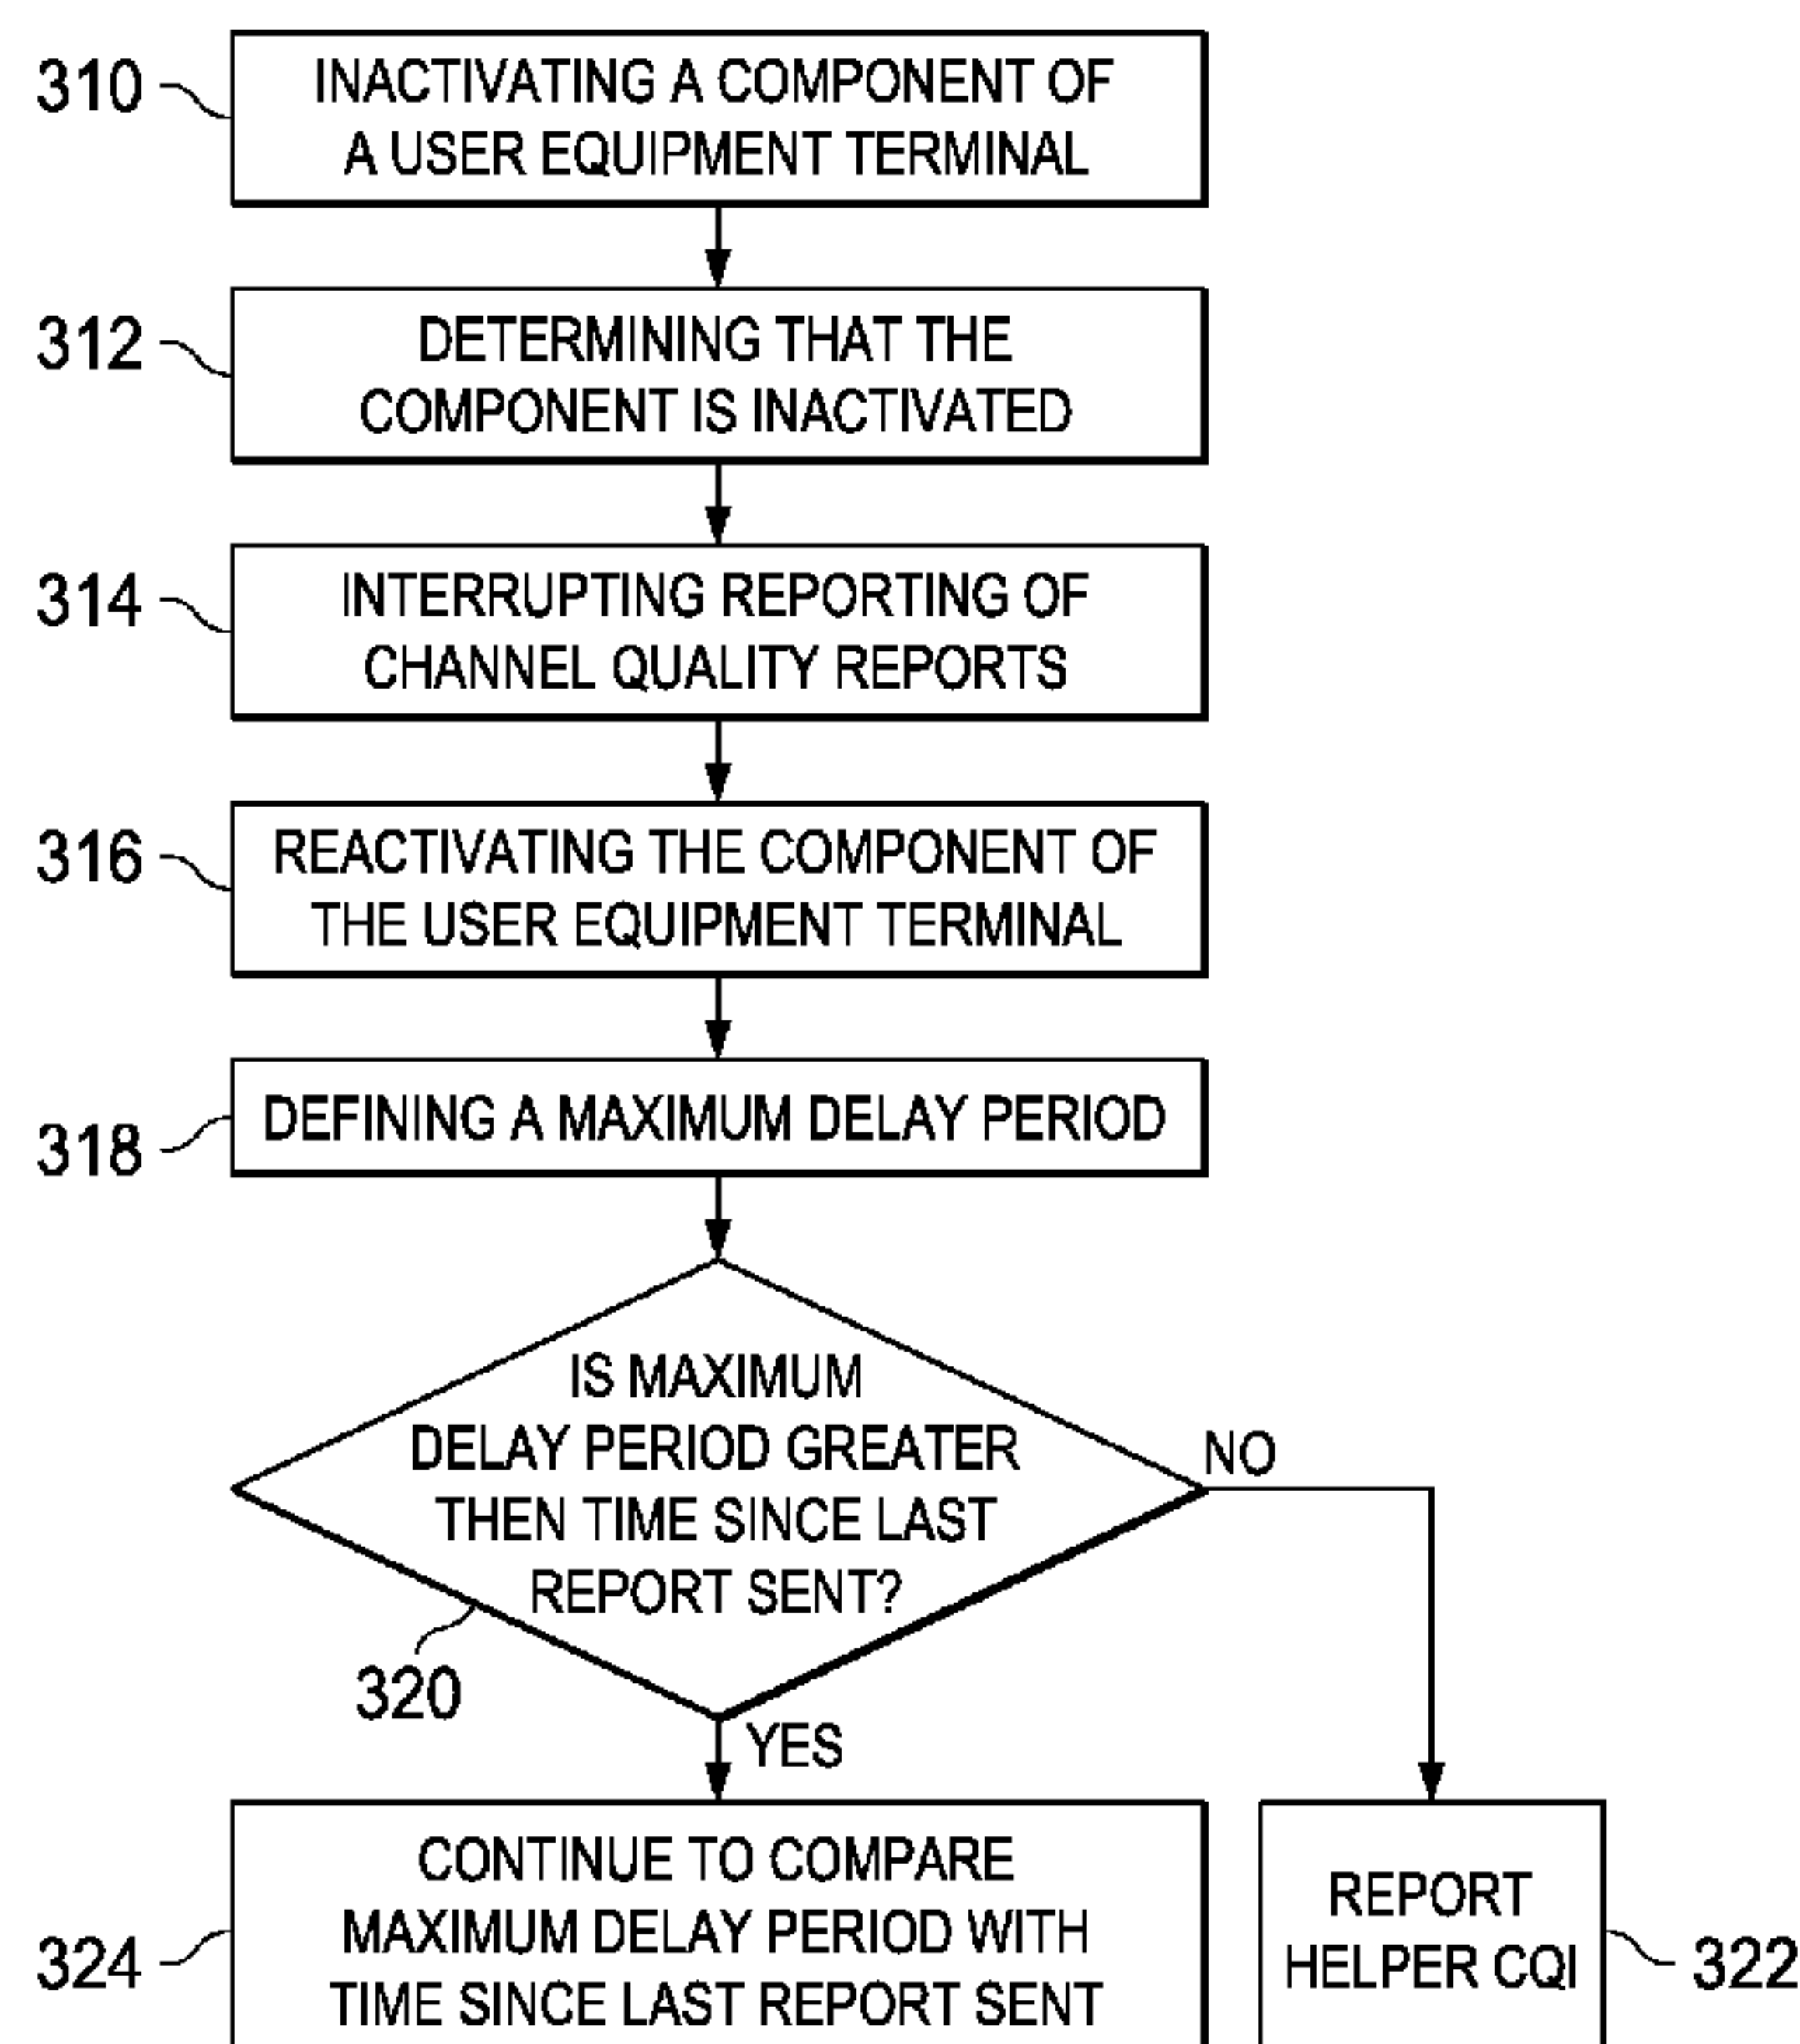 310
INACTIVATING A COMPONENT OF
A USER EQUIPMENT TERMINAL
312
DETERMINING THAT THE
COMPONENT IS INACTIVATED
314
INTERRUPTING REPORTING OF
CHANNEL QUALITY REPORTS
316
REACTIVATING THE COMPONENT OF
THE USER EQUIPMENT TERMINAL
318
DEFINING A MAXIMUM DELAY PERIOD
IS MAXIMUM
DELAY PERIOD GREATER
THEN TIME SINCE LAST
REPORT SENT?
NO
320
YES
324
CONTINUE TO COMPARE
MAXIMUM DELAY PERIOD WITH
TIME SINCE LAST REPORT SENT
REPORT
HELPER CQI
322